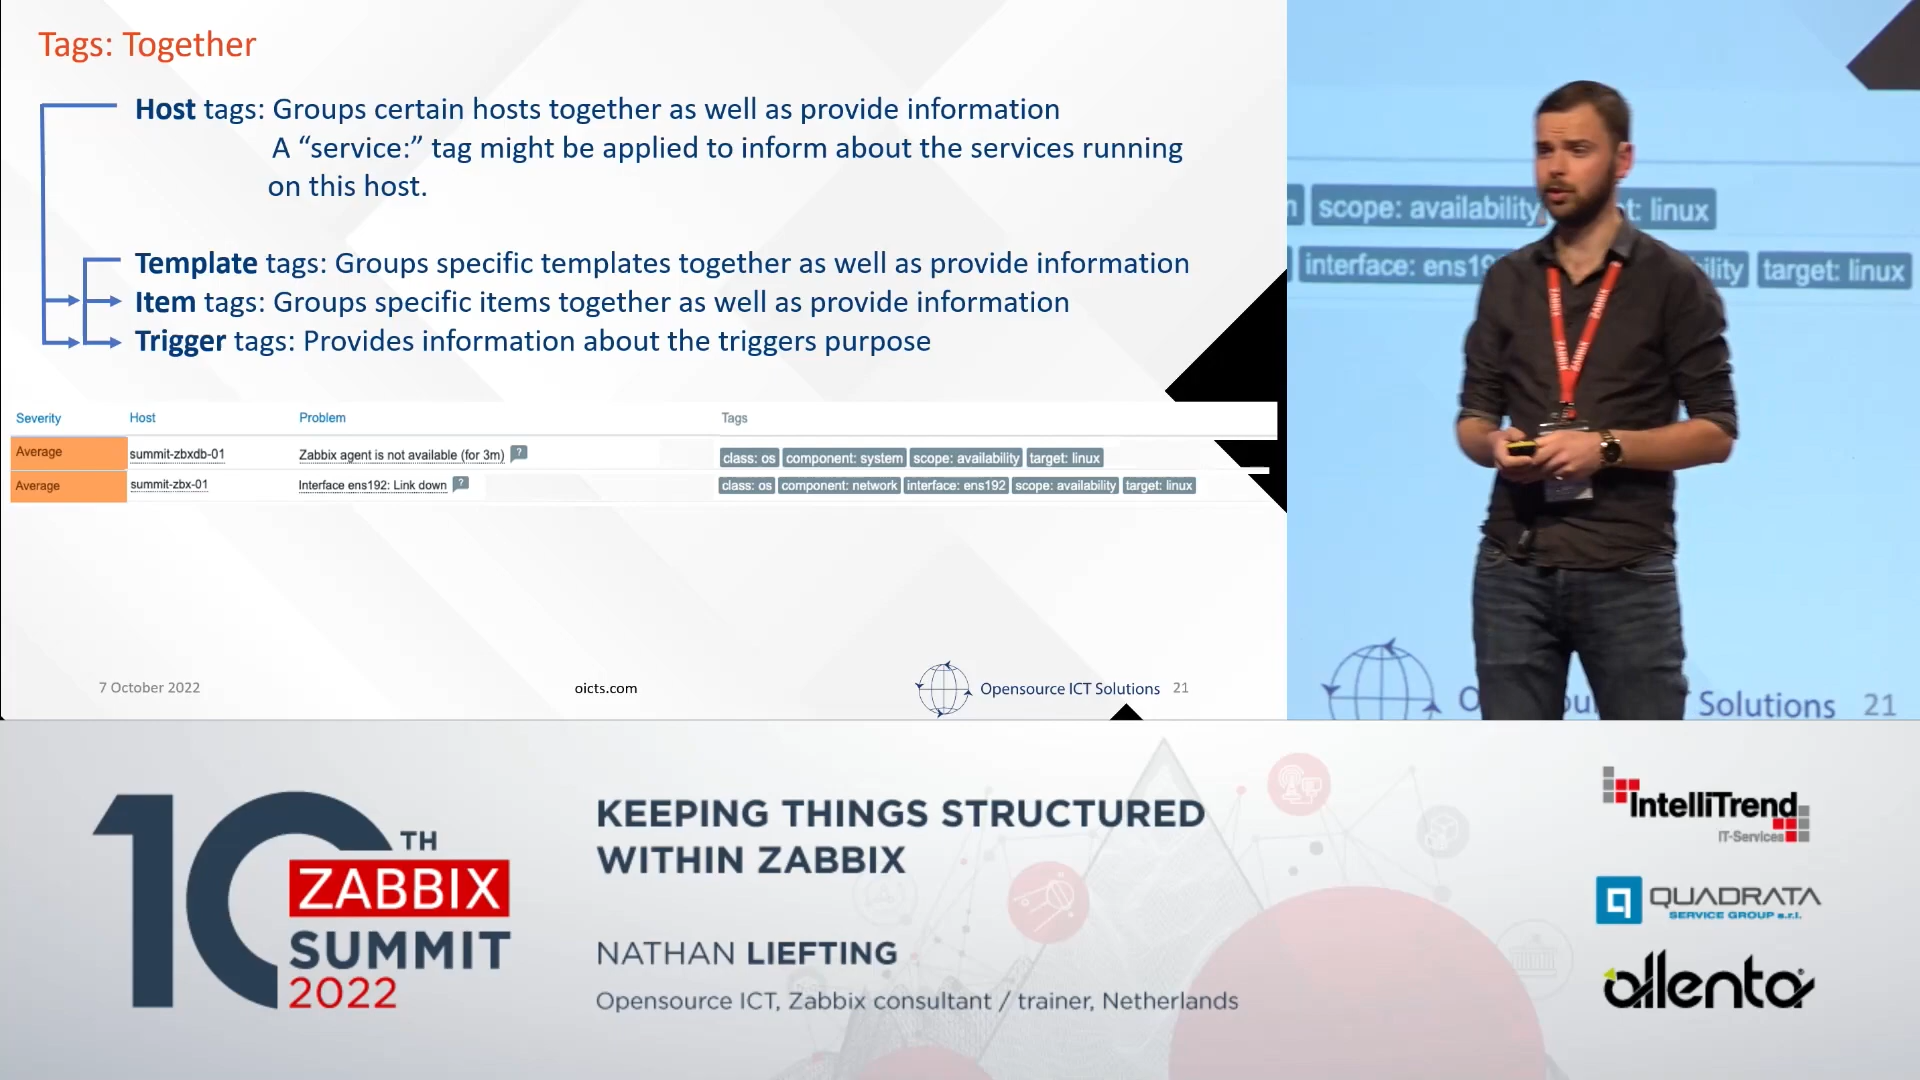 Tags: Together
Host tags: Groups certain hosts together as well as provide information
A “service:” tag might be applied to inform about the services running
on this host.
Template tags: Groups specific templates together as well as provide information
Item tags: Groups specific items together as well as provide information
Trigger tags: Provides information about the triggers purpose
Severity Host Problem Tags
Average summit-zbxdb-01 Zabbix agent is not available (for 3m) ? class: os component: system scope: availability target: linux
Average summit-zbx-01 Interface ens192: Link down ? class: os component: network interface: ens192 scope: availability target: linux
7 October 2022 oicts.com Opensource ICT Solutions 21
scope: availability t: linux
interface: ens19 ility target: linux
ZABBIX ZABBIX
Solutions 21
10TH
ZABBIX
SUMMIT
2022
KEEPING THINGS STRUCTURED
WITHIN ZABBIX
NATHAN LIEFTING
Opensource ICT, Zabbix consultant / trainer, Netherlands
IntelliTrend
IT-Services
QUADRATA
SERVICE GROUP s.r.l.
allenta